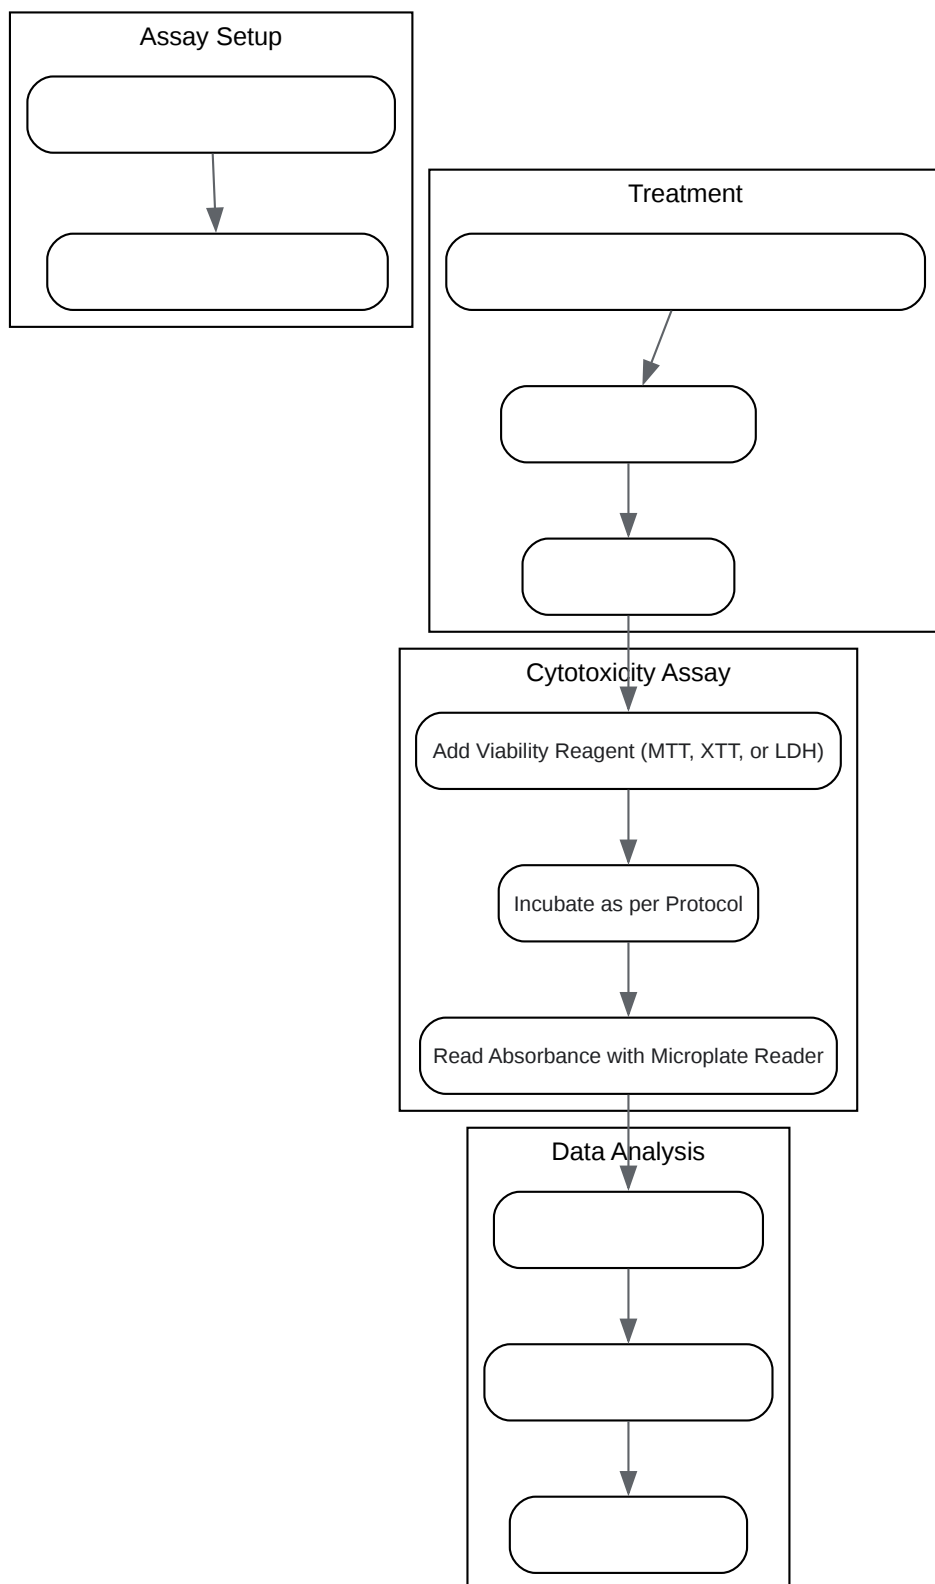 Assay Setup
Treatment
Cytotoxicity Assay
Add Viability Reagent (MTT, XTT, or LDH)
Incubate as per Protocol
Read Absorbance with Microplate Reader
Data Analysis